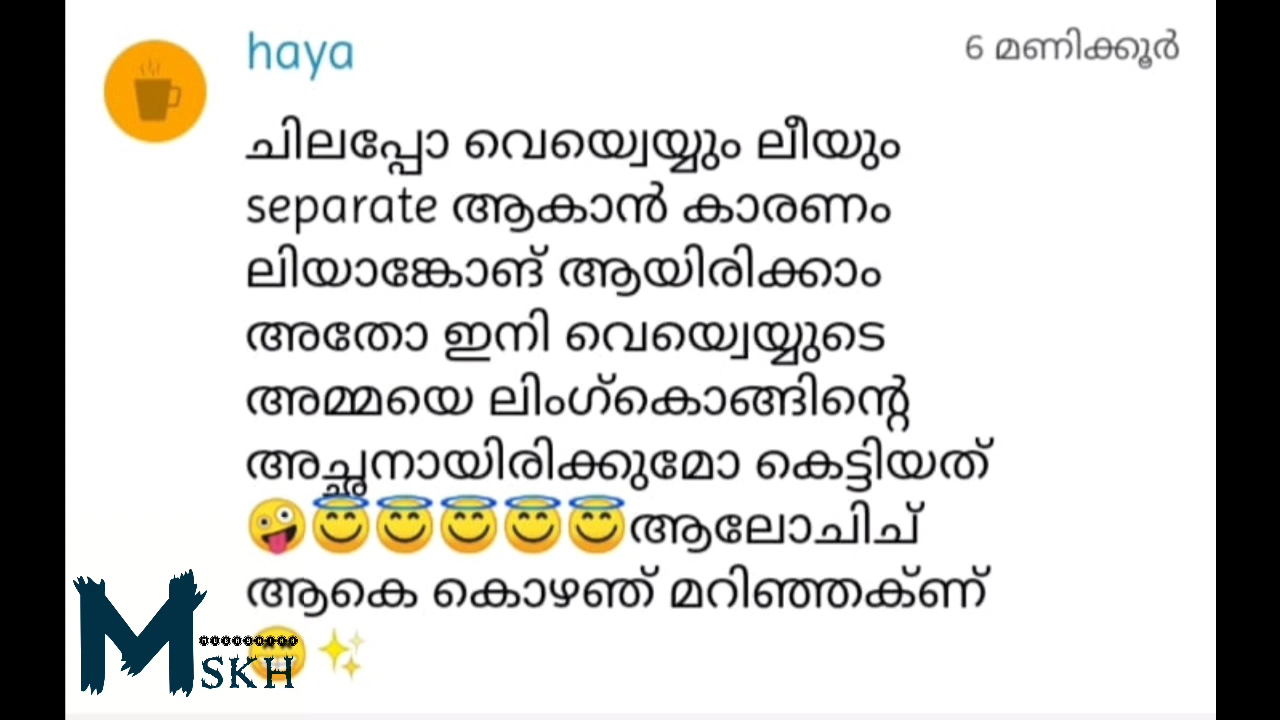 haya
6 മണിക്കൂർ
ചിലപ്പോ വെയ്വെയ്യും ലീയും
separate ആകാൻ കാരണം
ലിയാങ്കോങ് ആയിരിക്കാം
അതോ ഇനി വെയ്വെയ്യുടെ
അമ്മയെ ലിംഗ്കൊങ്ങിന്റെ
അച്ഛനായിരിക്കുമോ കെട്ടിയത്
🤪😇😇😇😇😇ആലോചിച്
ആകെ കൊഴഞ് മറിഞ്ഞക്ണ്
😁✨
M
SKH